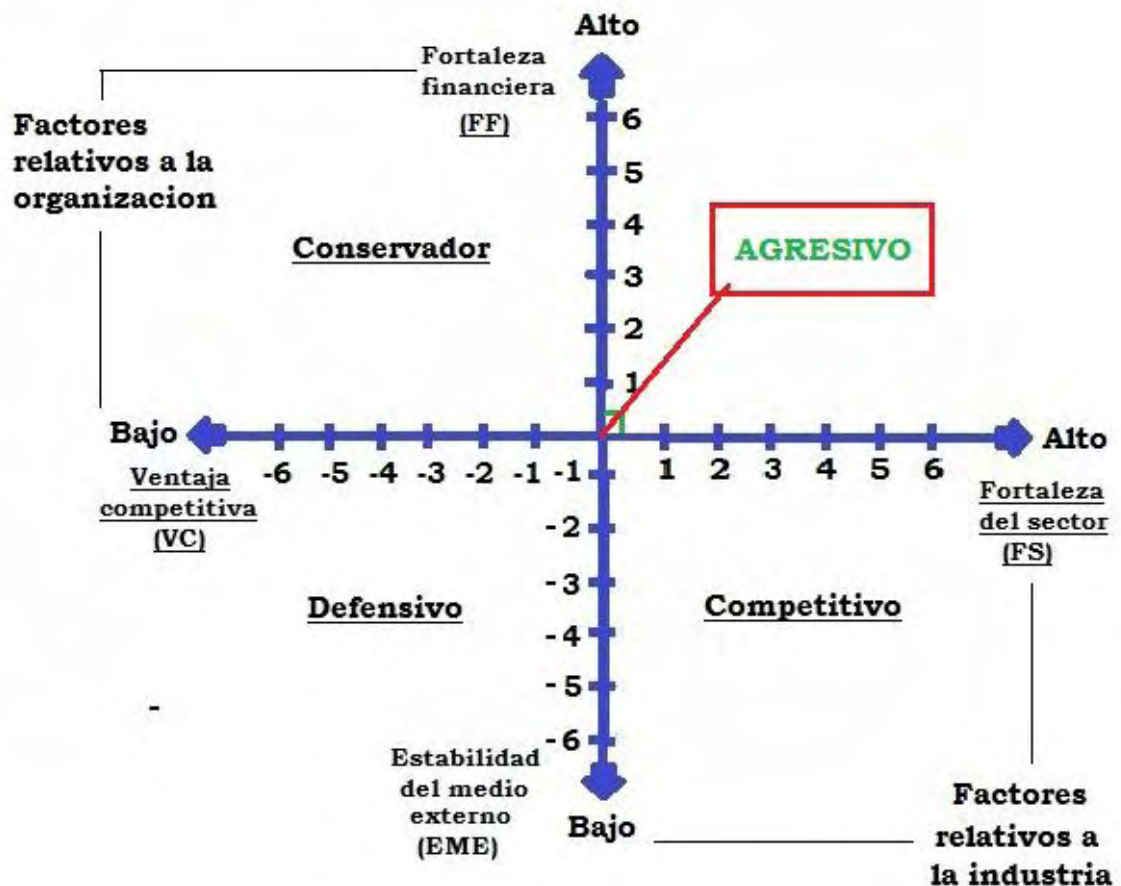 Alto
Fortaleza
financiera
(FF)
Factores
relativos a la
organizacion
6
5
4
3
2
1
Conservador
AGRESIVO
Bajo
Alto
-6 -5 -4 -3 -2 -1 -1 1 2 3 4 5 6
Ventaja
competitiva
(VC)
Fortaleza
del sector
(FS)
-2
-3
-4
-5
-6
Defensivo
Competitivo
-
Estabilidad
del medio
externo
(EME)
Bajo
Factores
relativos a
la industria